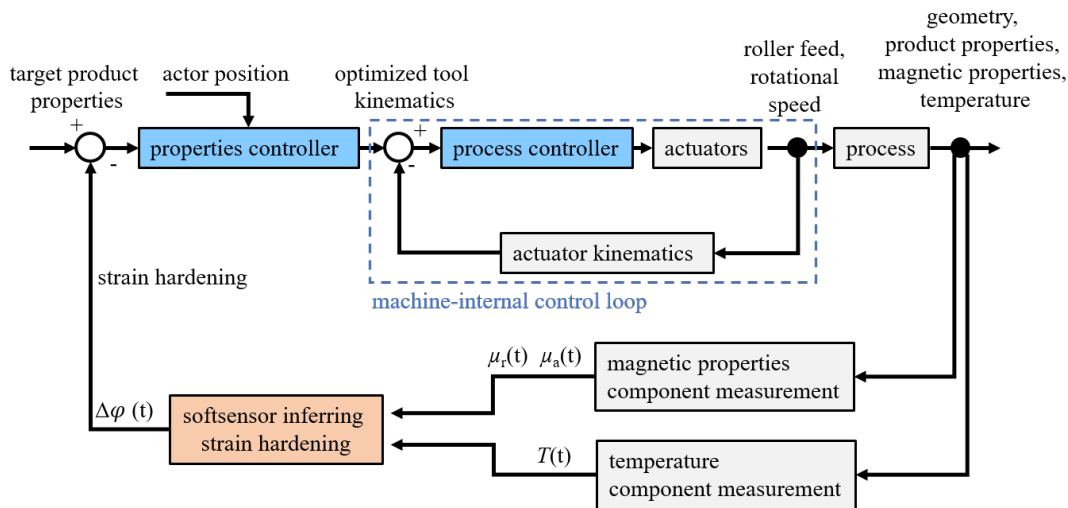 geometry,
product properties,
magnetic properties,
temperature
roller feed,
rotational
speed
target product
properties
actor position
optimized tool
kinematics
+
-
properties controller
+
-
process controller
actuators
process
actuator kinematics
machine-internal control loop
strain hardening
μr(t) μa(t)
magnetic properties
component measurement
Δφ (t)
softsensor inferring
strain hardening
T(t)
temperature
component measurement